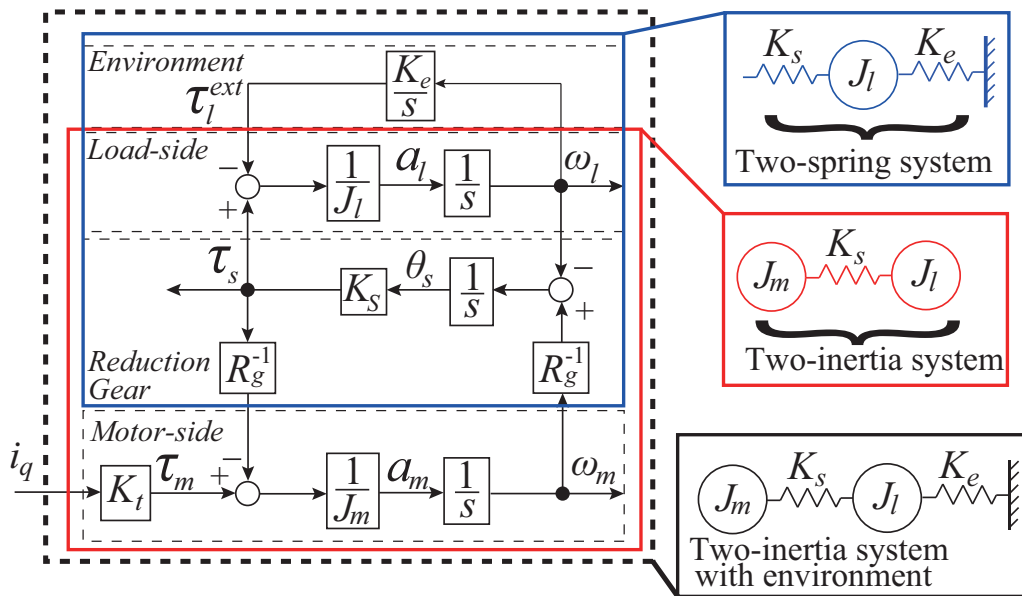 Environment
K_e
s
τ_l^{ext}
Load-side
−
+
1
J_l
a_l
1
s
ω_l
τ_s
K_S
θ_s
1
s
−
+
Reduction
Gear
R_g^{-1}
R_g^{-1}
Motor-side
i_q
K_t
τ_m
+
−
1
J_m
a_m
1
s
ω_m
K_s
J_l
K_e
Two-spring system
J_m
K_s
J_l
Two-inertia system
J_m
K_s
J_l
K_e
Two-inertia system
with environment